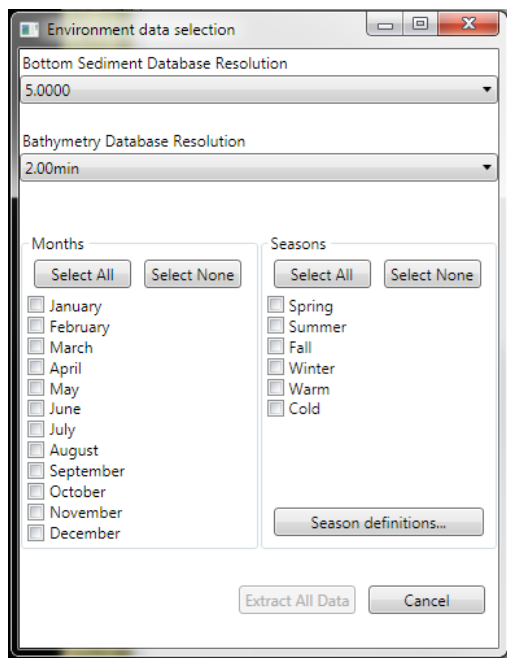 Environment data selection
Bottom Sediment Database Resolution
5.0000
Bathymetry Database Resolution
2.00min
Months
Select All Select None
January
February
March
April
May
June
July
August
September
October
November
December
Seasons
Select All Select None
Spring
Summer
Fall
Winter
Warm
Cold
Season definitions...
Extract All Data Cancel